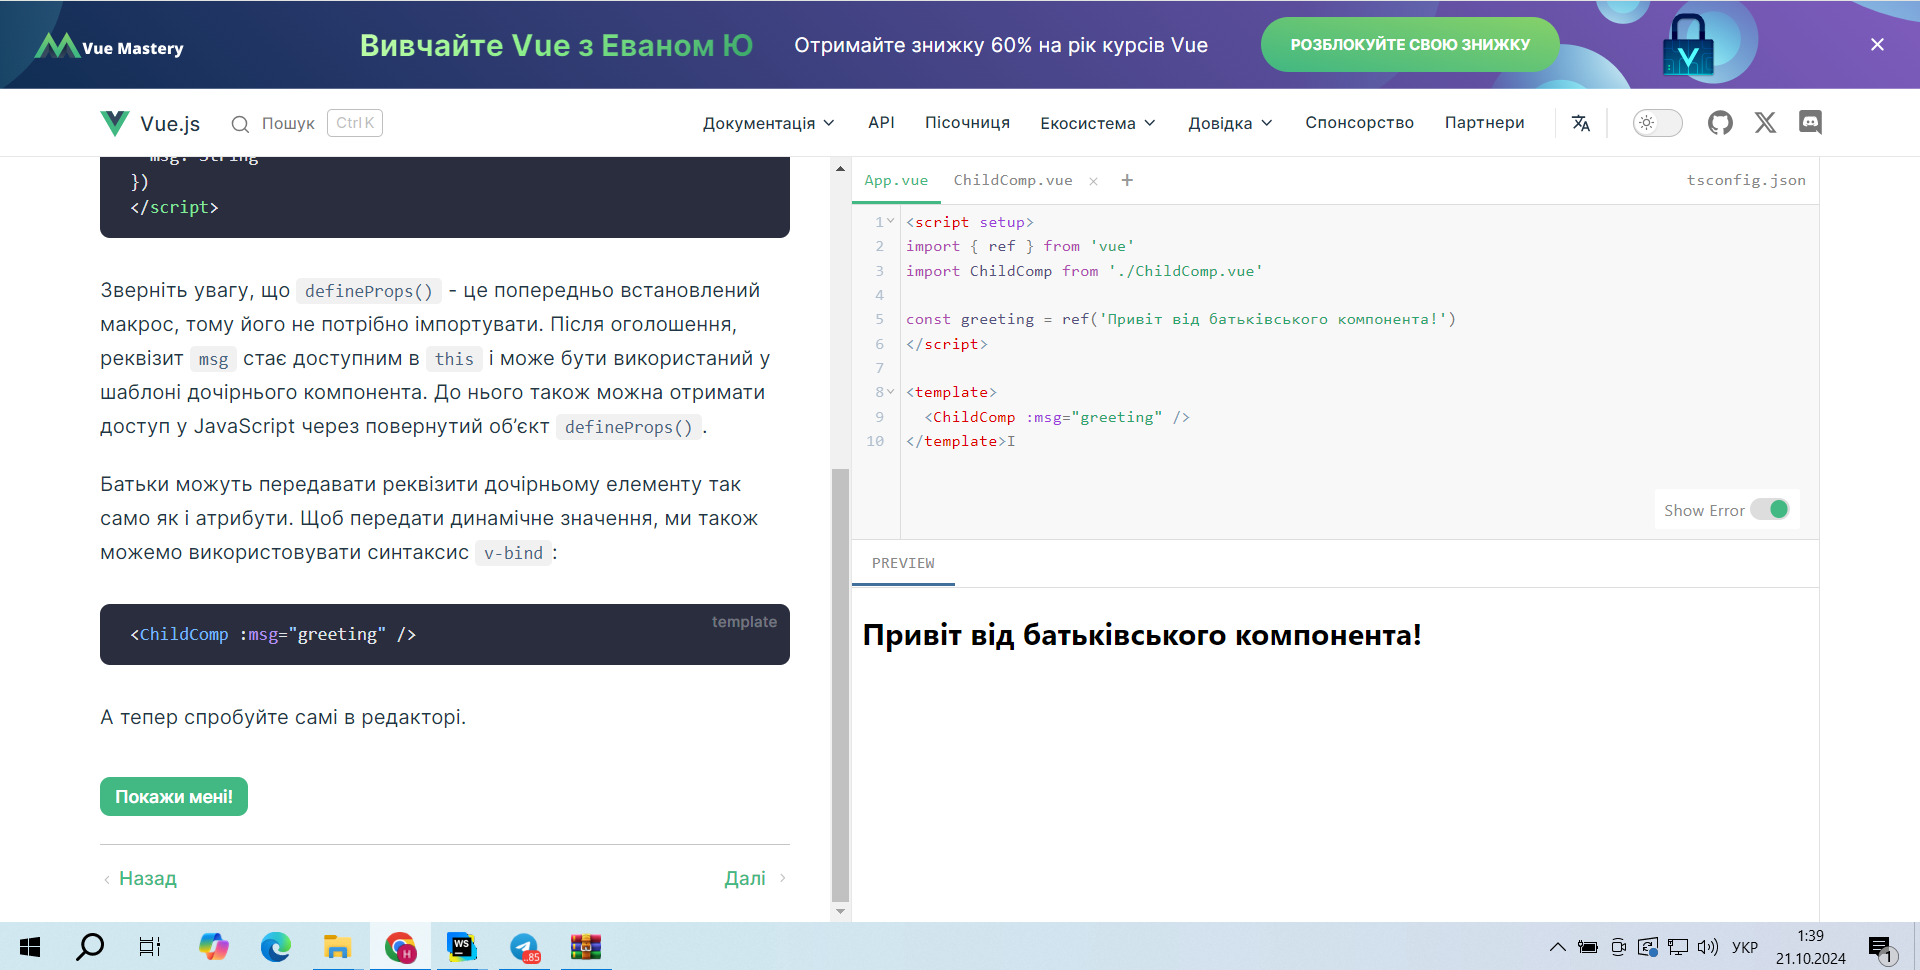 Vue Mastery
Вивчайте Vue з Еваном Ю
Отримайте знижку 60% на рік курсів Vue
РОЗБЛОКУЙТЕ СВОЮ ЗНИЖКУ
Vue.js
Пошук
Ctrl K
Документація
API
Пісочниця
Екосистема
Довідка
Спонсорство
Партнери
msg: String
})
</script>
Зверніть увагу, що defineProps() - це попередньо встановлений
макрос, тому його не потрібно імпортувати. Після оголошення,
реквізит msg стає доступним в this і може бути використаний у
шаблоні дочірнього компонента. До нього також можна отримати
доступ у JavaScript через повернутий об’єкт defineProps().
Батьки можуть передавати реквізити дочірньому елементу так
само як і атрибути. Щоб передати динамічне значення, ми також
можемо використовувати синтаксис v-bind:
template
<ChildComp :msg="greeting" />
А тепер спробуйте самі в редакторі.
Покажи мені!
Назад
Далі
App.vue
ChildComp.vue
tsconfig.json
1 <script setup>
2 import { ref } from 'vue'
3 import ChildComp from './ChildComp.vue'
4
5 const greeting = ref('Привіт від батьківського компонента!')
6 </script>
7
8 <template>
9 <ChildComp :msg="greeting" />
10 </template>
Show Error
PREVIEW
Привіт від батьківського компонента!
H
WS
..85
УКР
1:39
21.10.2024
1